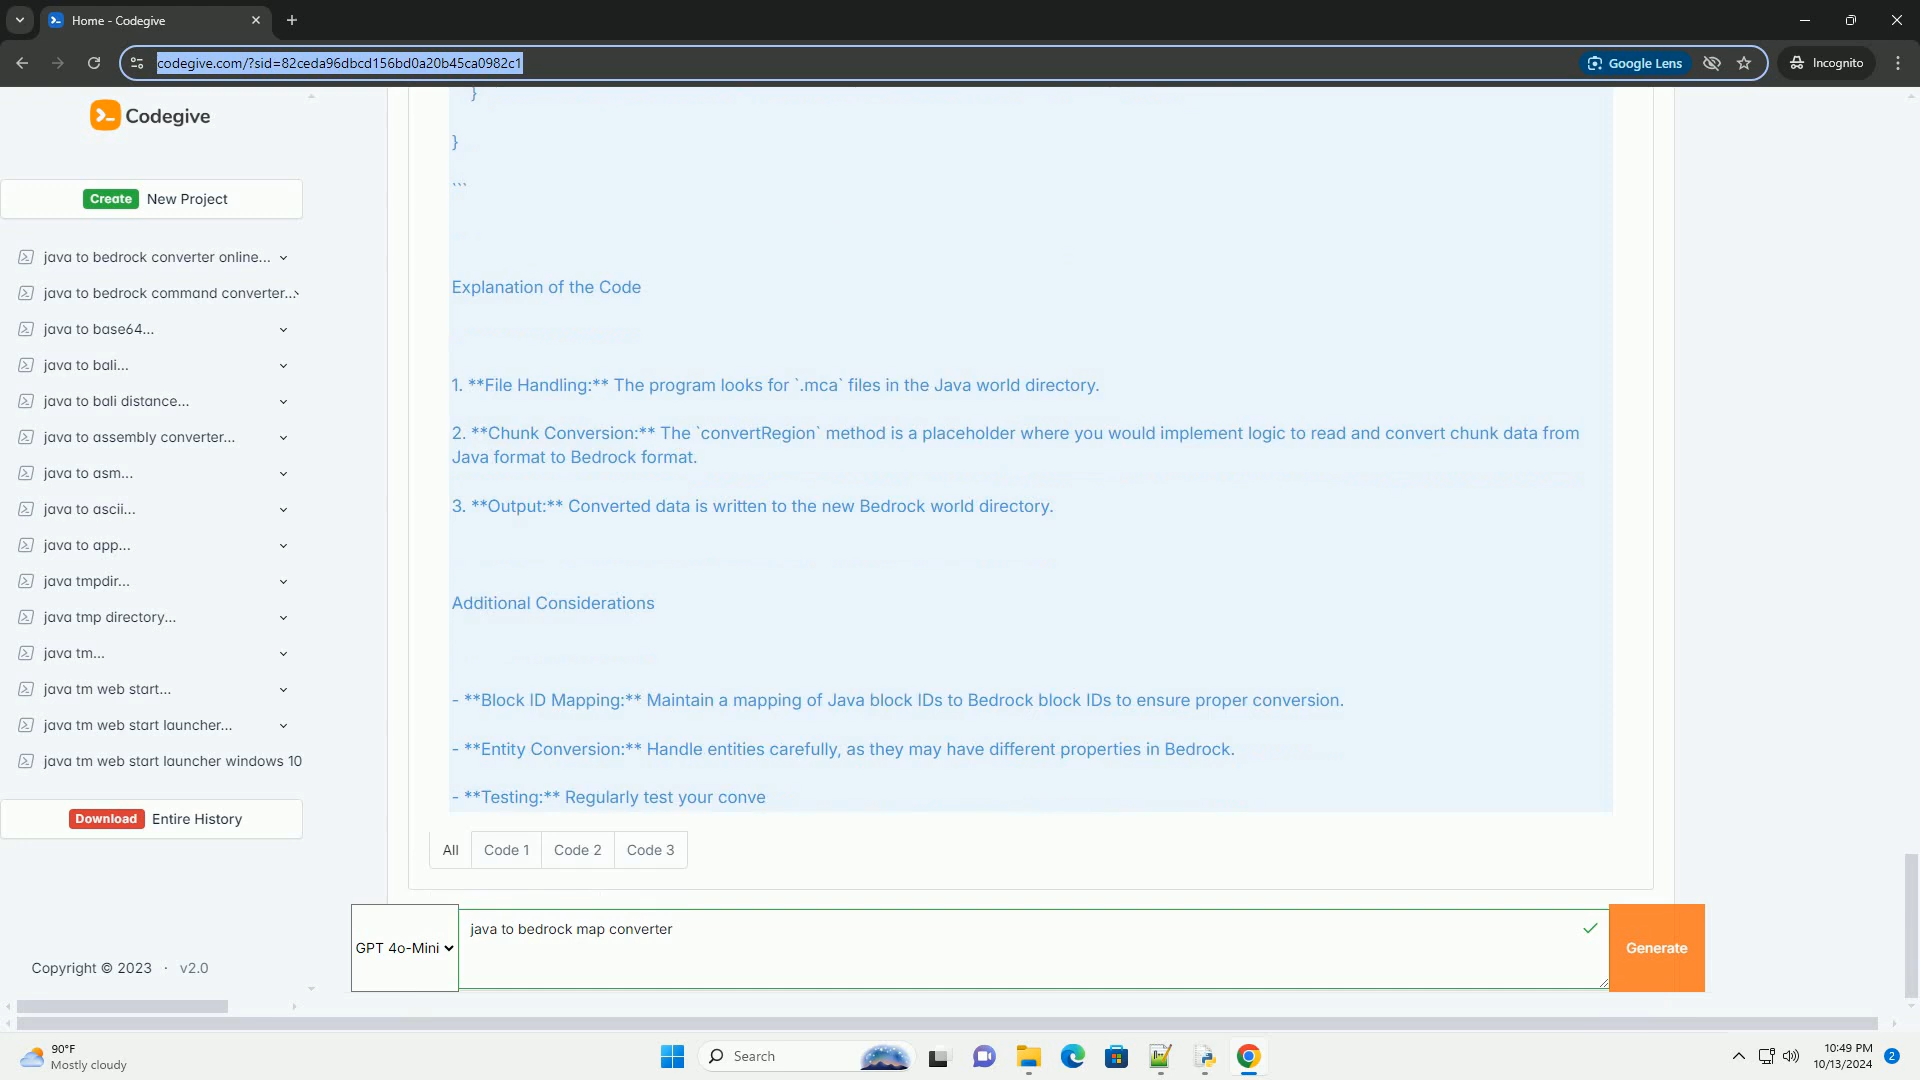 Home - Codegive
codegive.com/?sid=82ceda96dbcd156bd0a20b45ca0982c1
Google Lens
Incognito
Codegive
Create New Project
java to bedrock converter online...
java to bedrock command converter...
java to base64...
java to bali...
java to bali distance...
java to assembly converter...
java to asm...
java to ascii...
java to app...
java tmpdir...
java tmp directory...
java tm...
java tm web start...
java tm web start launcher...
java tm web start launcher windows 10
Download Entire History
Copyright © 2023 · v2.0
}
}
```
Explanation of the Code
1. **File Handling:** The program looks for `.mca` files in the Java world directory.
2. **Chunk Conversion:** The `convertRegion` method is a placeholder where you would implement logic to read and convert chunk data from
Java format to Bedrock format.
3. **Output:** Converted data is written to the new Bedrock world directory.
Additional Considerations
- **Block ID Mapping:** Maintain a mapping of Java block IDs to Bedrock block IDs to ensure proper conversion.
- **Entity Conversion:** Handle entities carefully, as they may have different properties in Bedrock.
- **Testing:** Regularly test your conve
All Code 1 Code 2 Code 3
GPT 4o-Mini
java to bedrock map converter
Generate
90°F
Mostly cloudy
Search
10:49 PM
10/13/2024
2